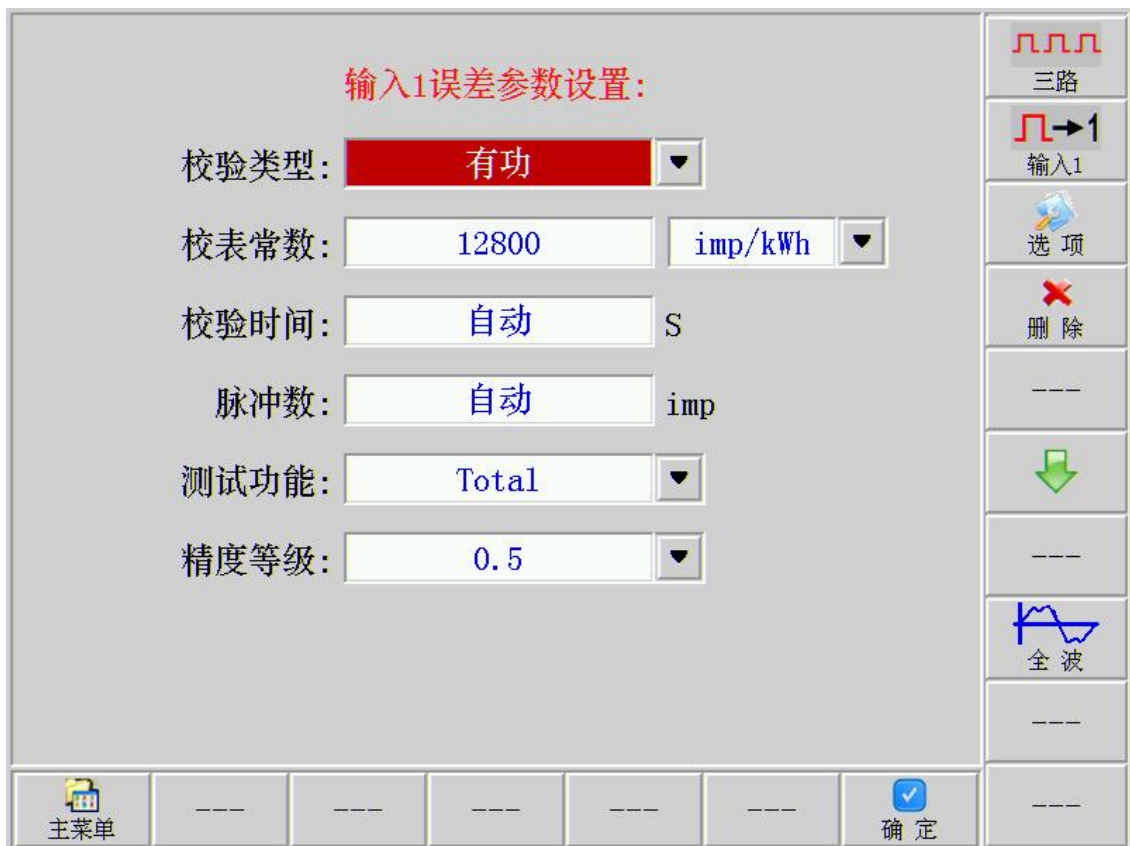 输入1误差参数设置:
校验类型: 有功
校表常数: 12800 imp/kWh
校验时间: 自动 S
脉冲数: 自动 imp
测试功能: Total
精度等级: 0.5
三路
1
输入1
选 项
删 除
---
---
全 波
---
---
主菜单 --- --- --- --- --- 确 定